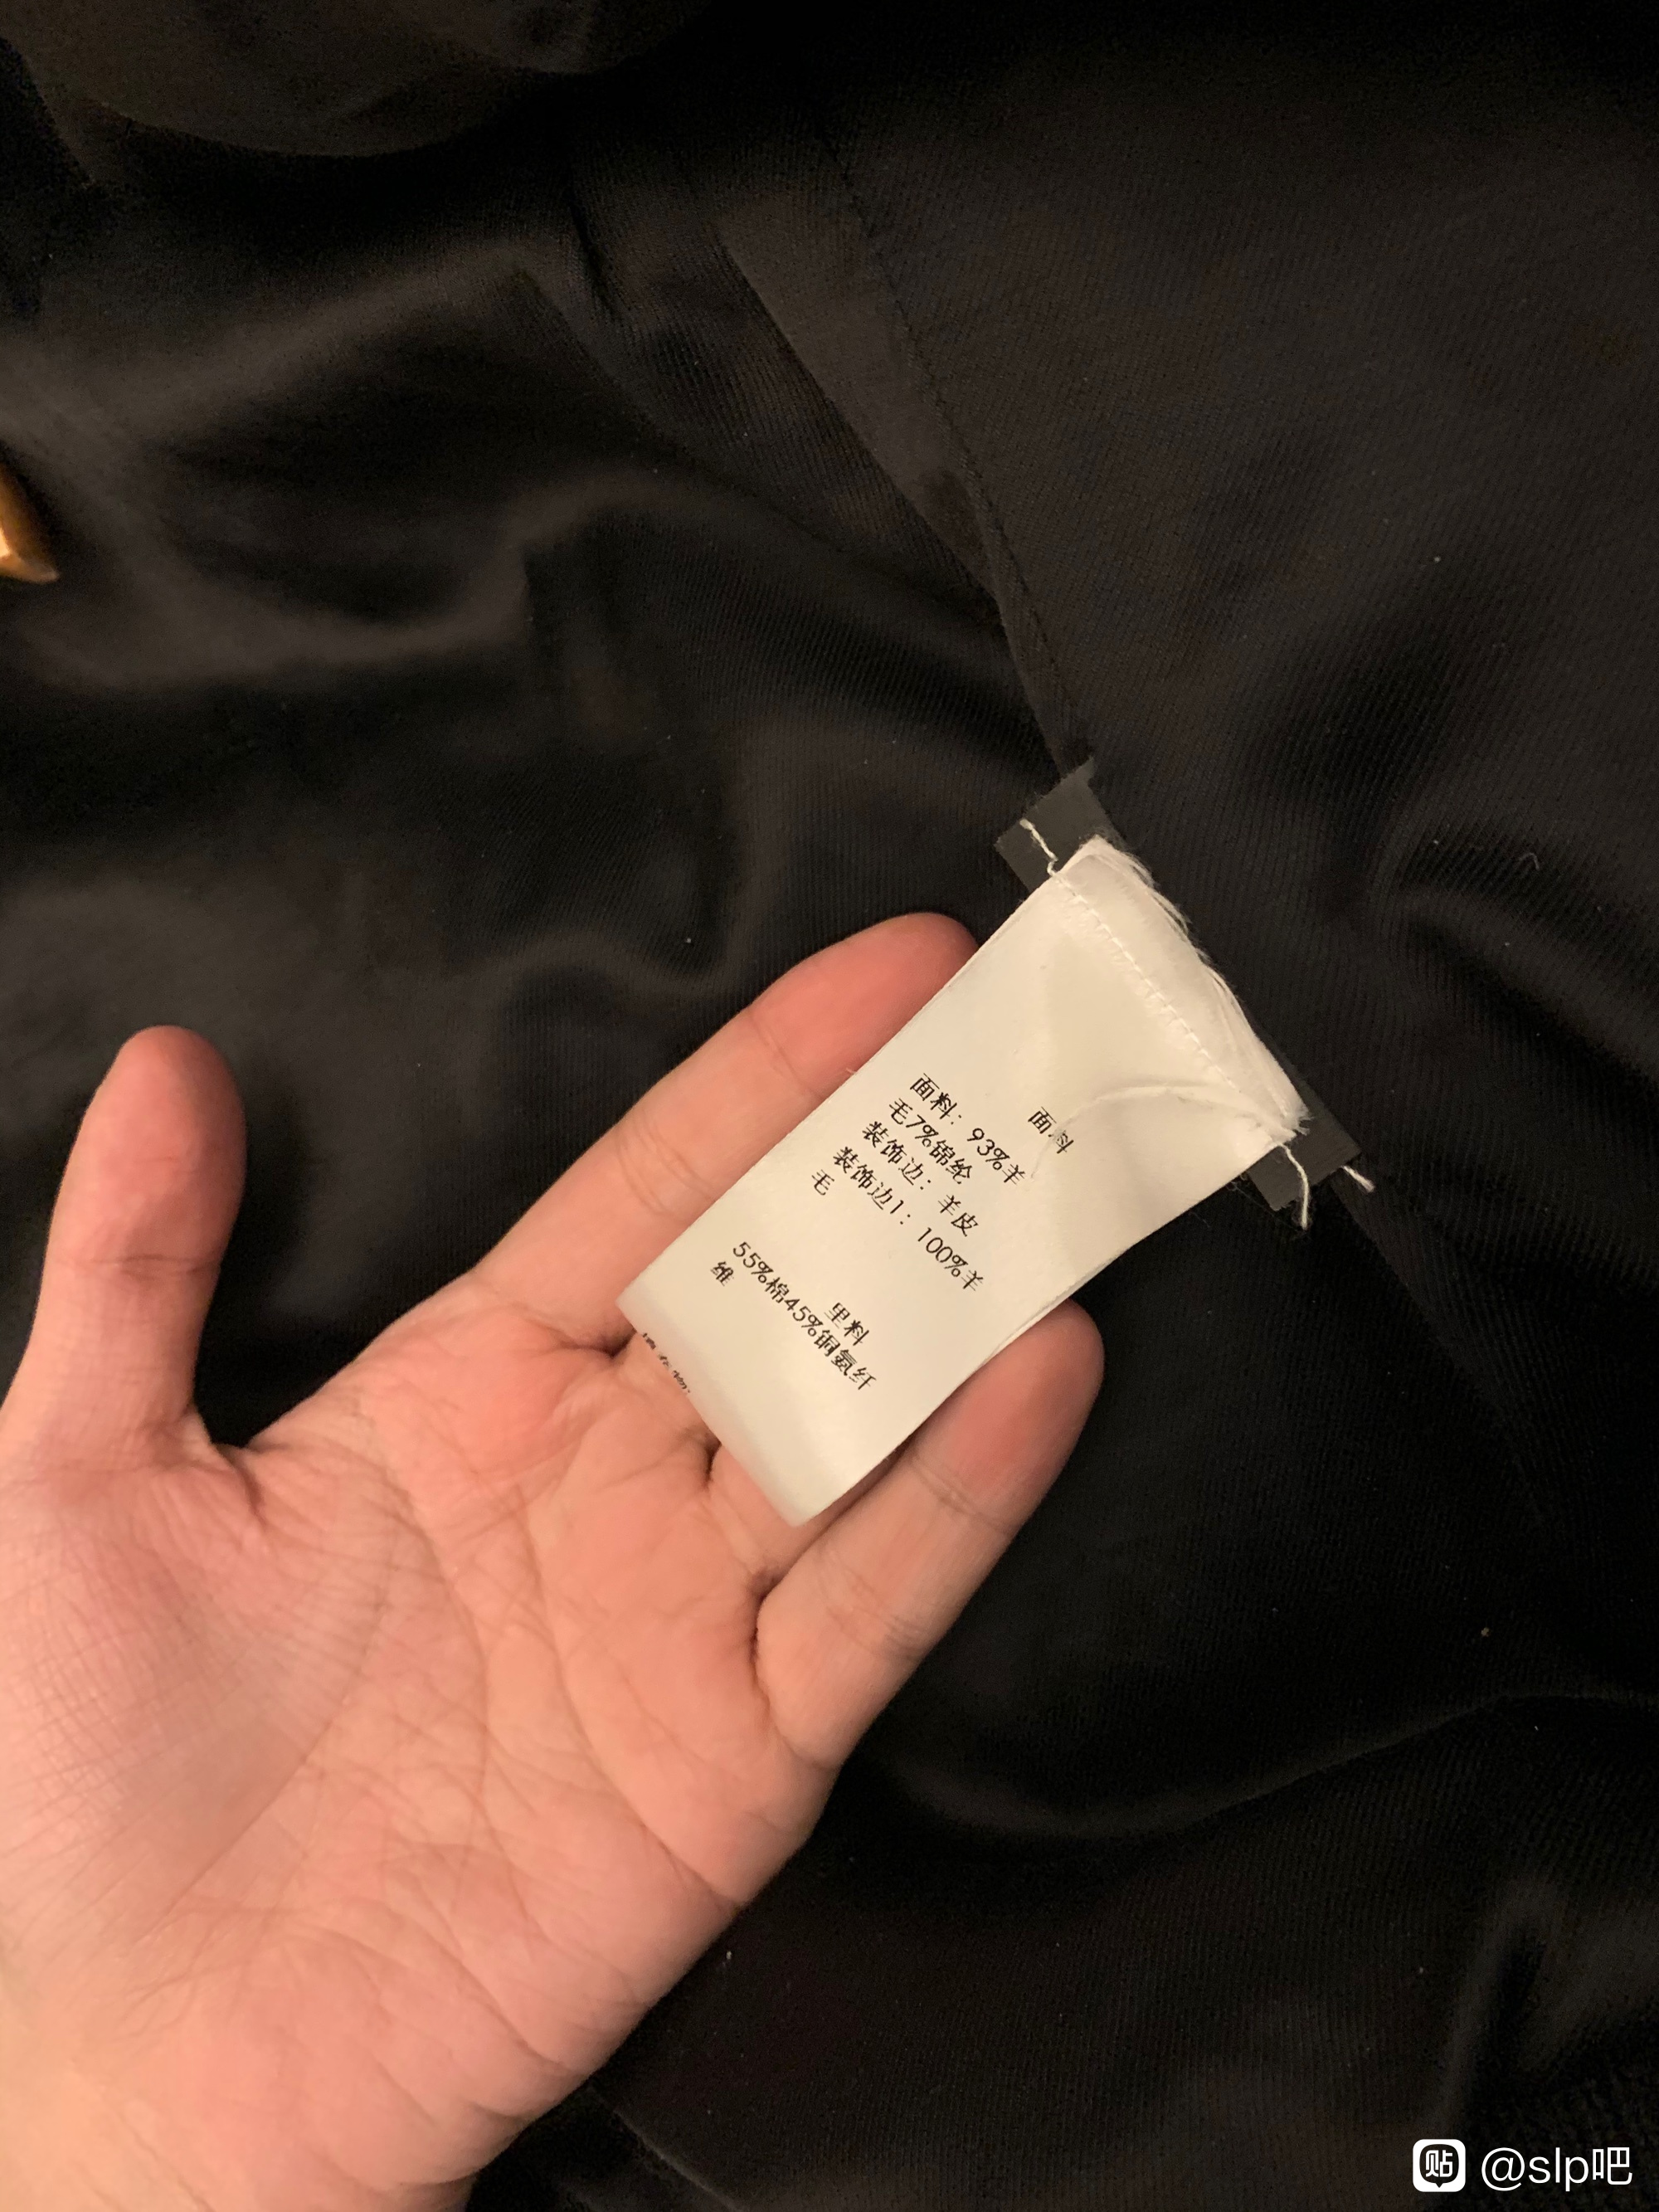 面料
面料: 93%羊
毛7%锦纶
装饰边: 羊皮
装饰边1: 100%羊
毛
里料
55%棉45%铜氨纤
维
贴 @slp吧